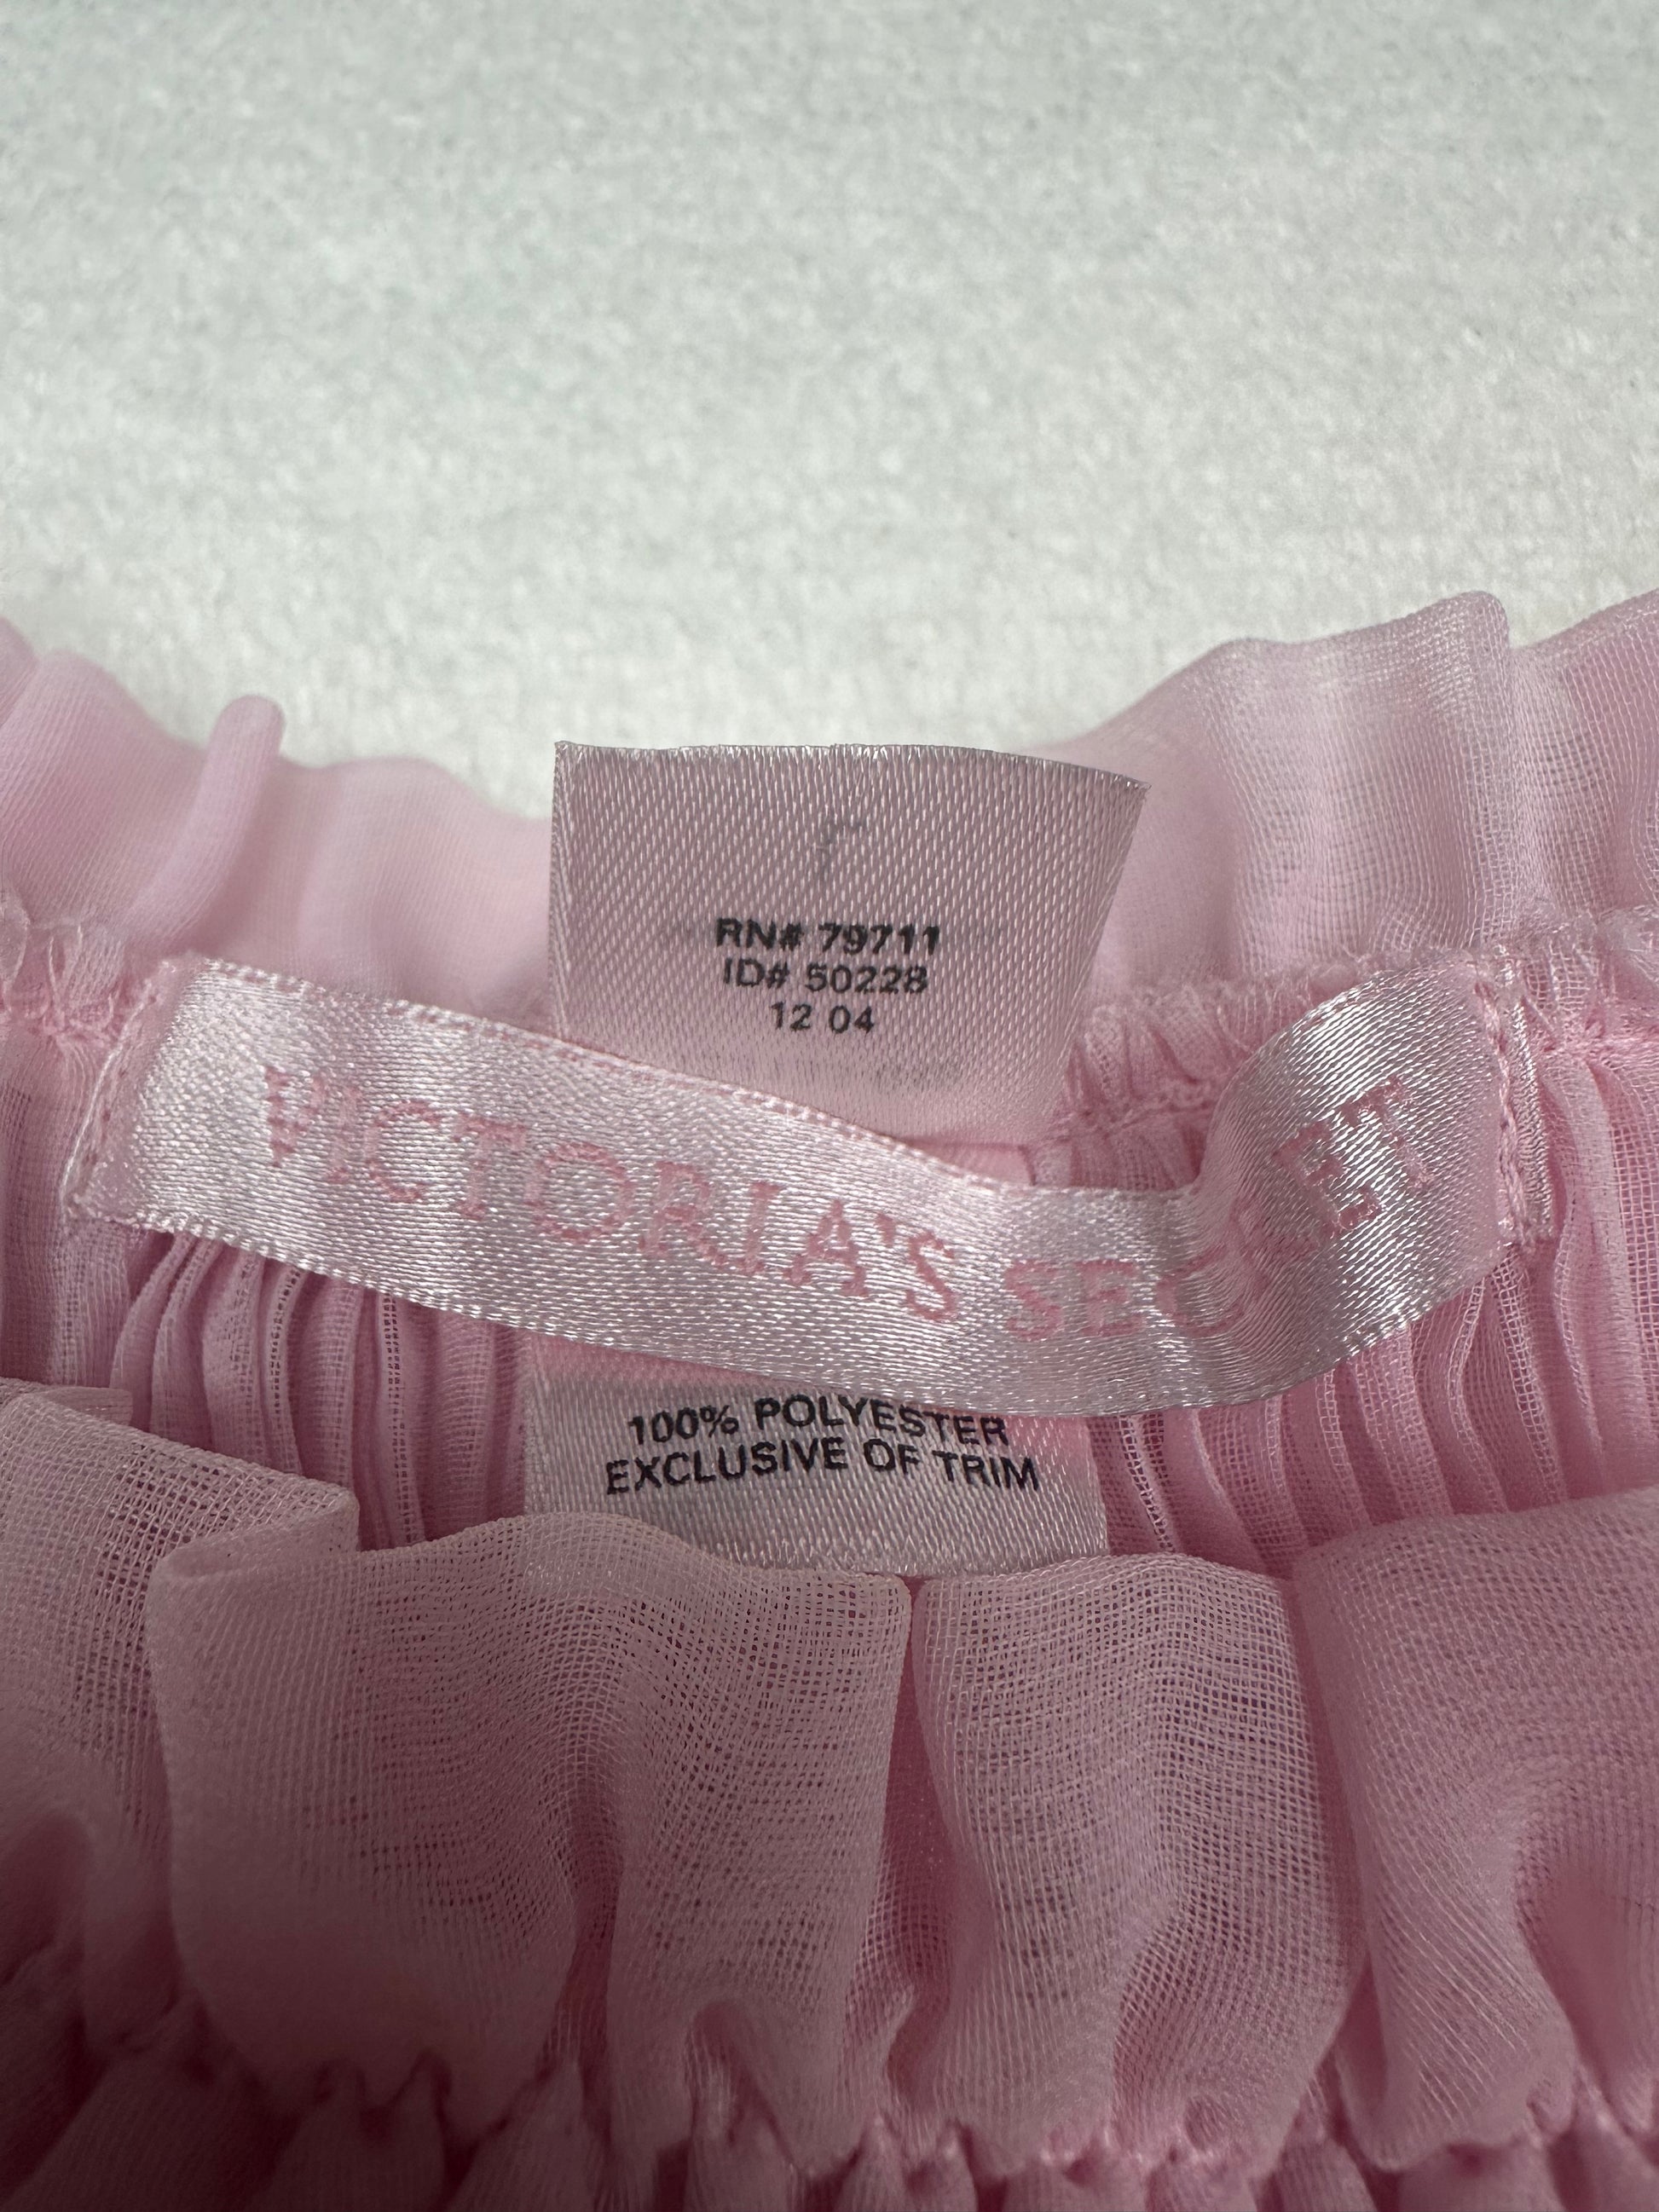 RN# 79711
ID# 50228
12 04
VICTORIA'S SECRET
100% POLYESTER
EXCLUSIVE OF TRIM